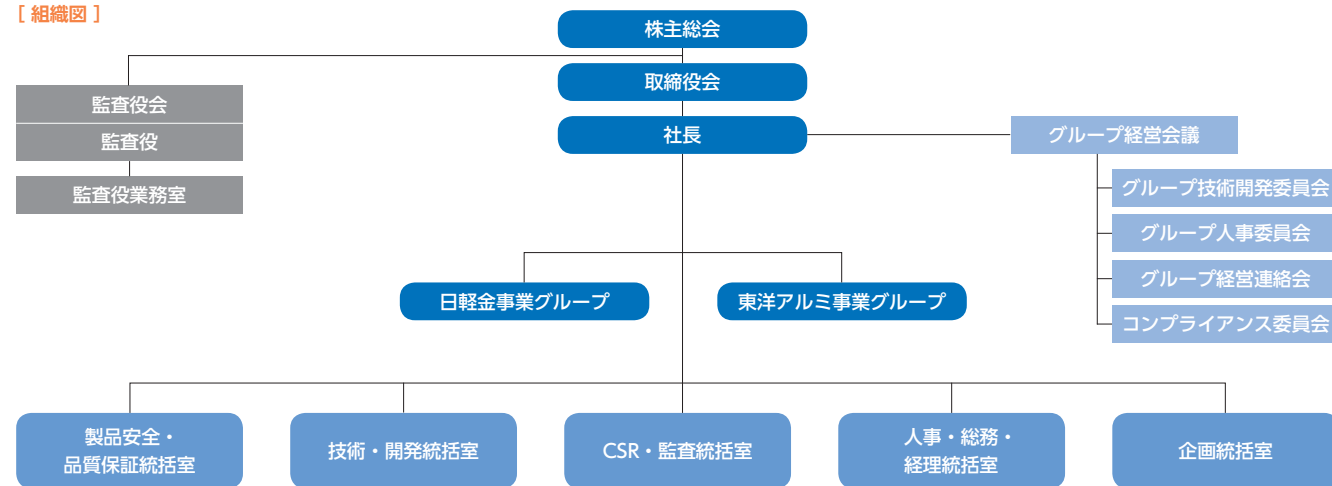 [ 組織図 ]
株主総会
取締役会
社長
監査役会
監査役
監査役業務室
グループ経営会議
グループ技術開発委員会
グループ人事委員会
グループ経営連絡会
コンプライアンス委員会
日軽金事業グループ
東洋アルミ事業グループ
製品安全・
品質保証統括室
技術・開発統括室
CSR・監査統括室
人事・総務・
経理統括室
企画統括室